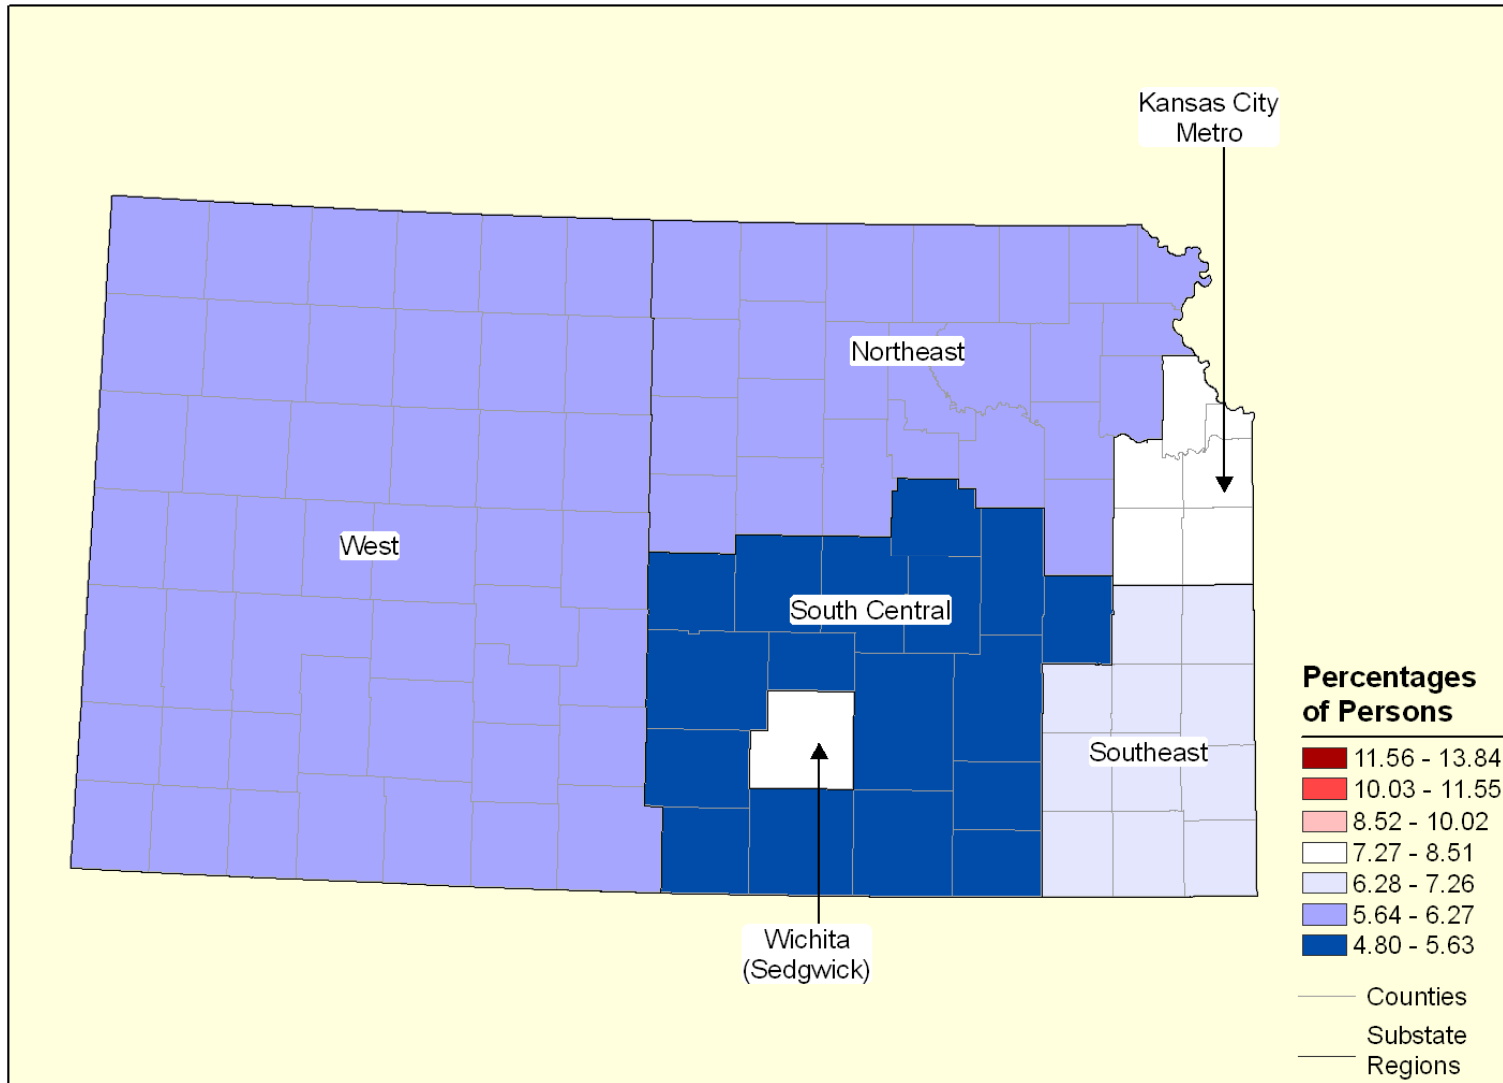 Kansas City
Metro
Northeast
West
South Central
Southeast
Wichita
(Sedgwick)
Percentages
of Persons
11.56 - 13.84
10.03 - 11.55
8.52 - 10.02
7.27 - 8.51
6.28 - 7.26
5.64 - 6.27
4.80 - 5.63
Counties
Substate
Regions